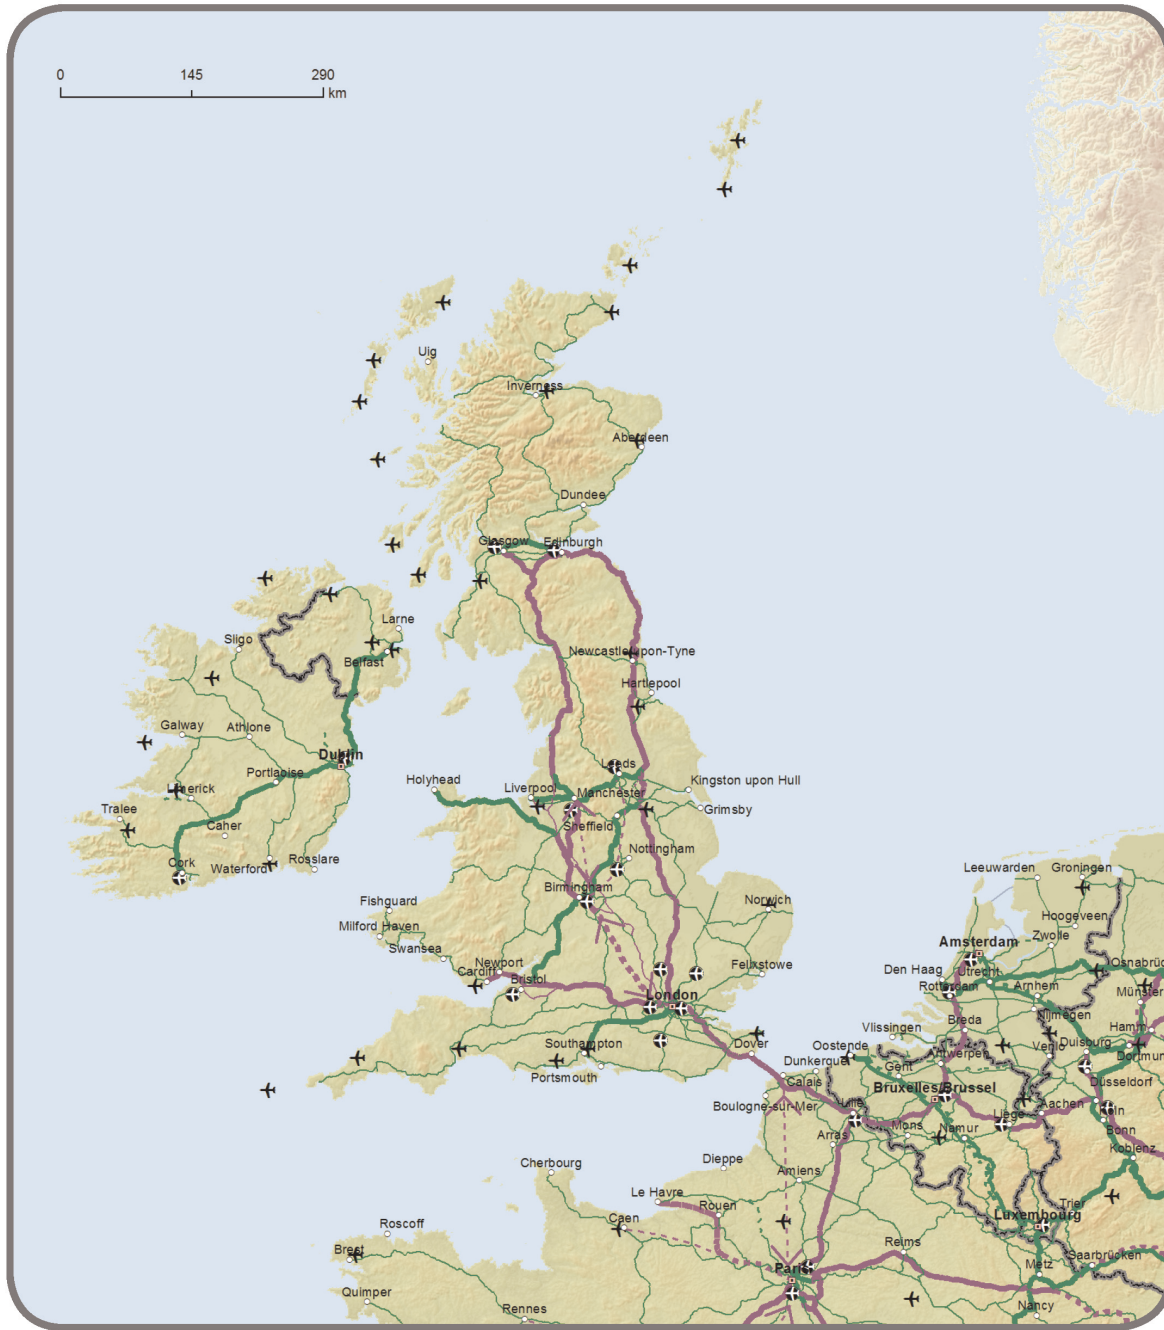 0 145 290
km
Uig
Inverness
Aberdeen
Dundee
Glasgow
Edinburgh
Larne
Sligo
Belfast
Newcastle-upon-Tyne
Hartlepool
Galway
Athlone
Dublin
Portlaoise
Leeds
Holyhead
Liverpool
Manchester
Kingston upon Hull
Limerick
Tralee
Grimsby
Caher
Sheffield
Nottingham
Cork
Waterford
Rosslare
Birmingham
Leeuwarden
Groningen
Fishguard
Norwich
Hoogeveen
Milford Haven
Zwolle
Swansea
Amsterdam
Newport
Cardiff
Felixstowe
Den Haag
Utrecht
Osnabrüc
Bristol
Rotterdam
Arnhem
Münster
London
Nijmegen
Breda
Vlissingen
Hamm
Southampton
Dover
Oostende
Antwerpen
Venlo
Duisburg
Dortmun
Dunkerque
Gent
Portsmouth
Calais
Düsseldorf
Bruxelles/Brussel
Boulogne-sur-Mer
Lille
Liege
Aachen
Köln
Mons
Namur
Bonn
Arras
Koblenz
Cherbourg
Dieppe
Amiens
Le Havre
Rouen
Trier
Luxembourg
Caen
Roscoff
Reims
Brest
Saarbrücken
Paris
Metz
Quimper
Rennes
Nancy